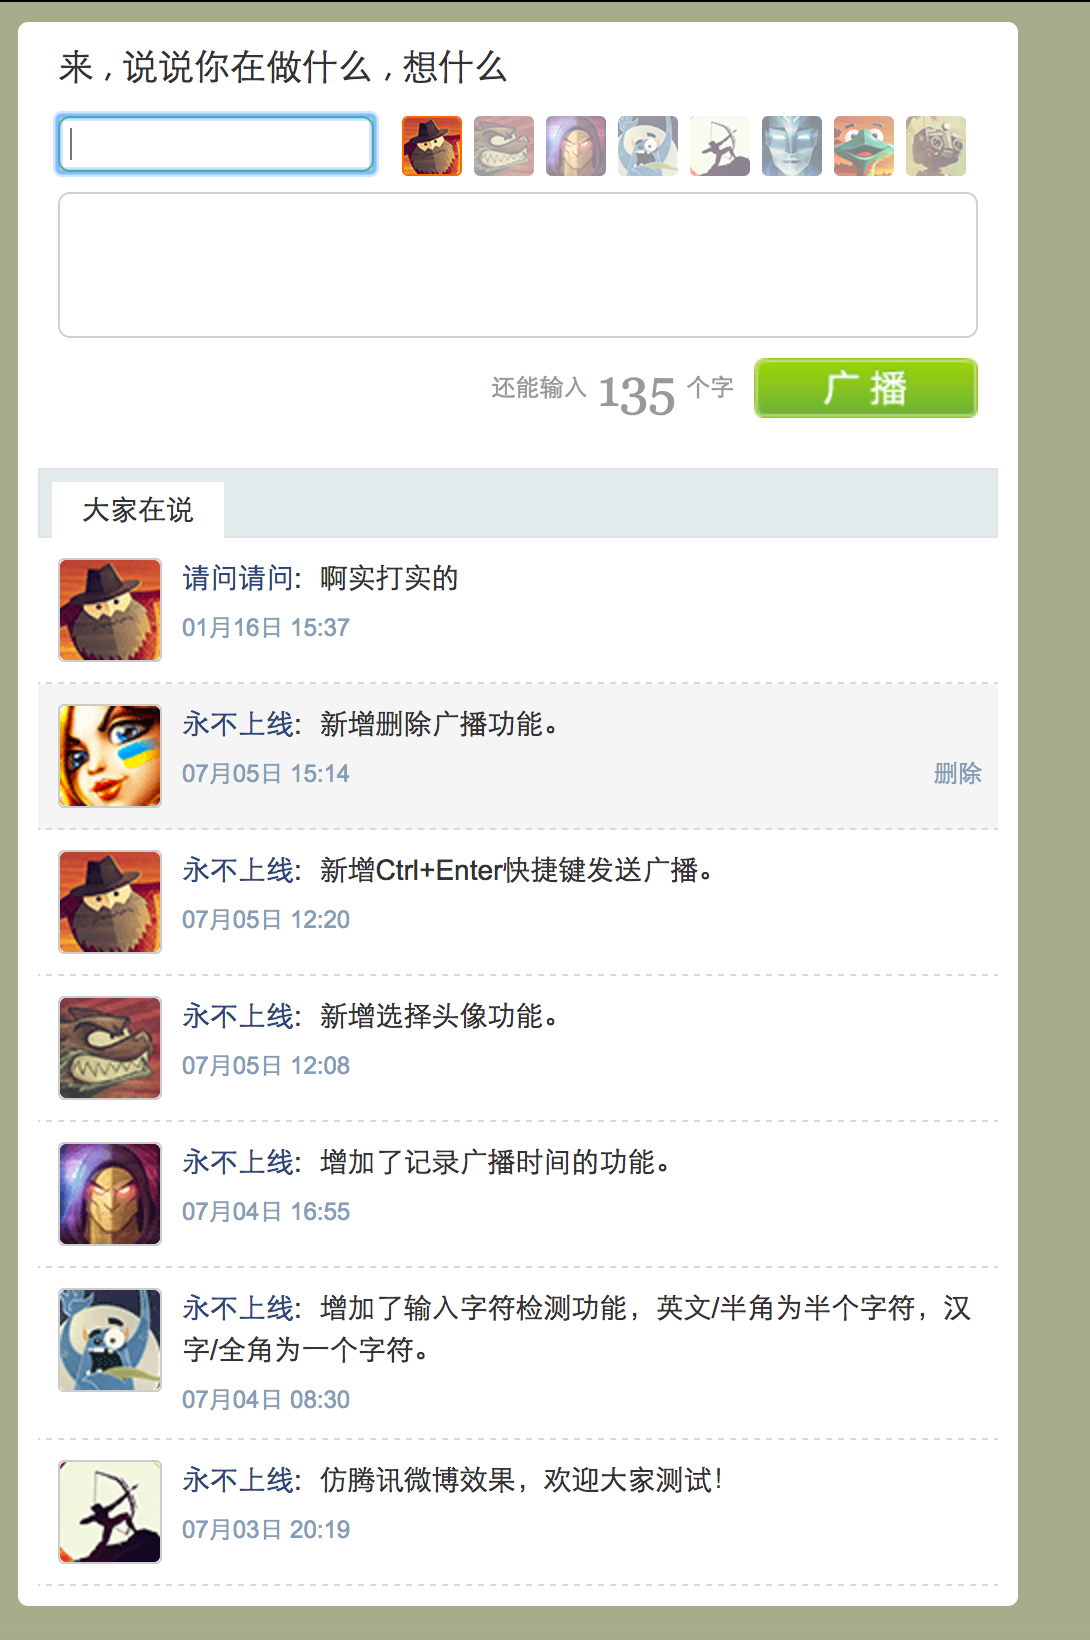 来，说说你在做什么，想什么
还能输入 135 个字
广播
大家在说
请问请问：啊实打实的
01月16日 15:37
永不上线：新增删除广播功能。
07月05日 15:14
删除
永不上线：新增Ctrl+Enter快捷键发送广播。
07月05日 12:20
永不上线：新增选择头像功能。
07月05日 12:08
永不上线：增加了记录广播时间的功能。
07月04日 16:55
永不上线：增加了输入字符检测功能，英文/半角为半个字符，汉
字/全角为一个字符。
07月04日 08:30
永不上线：仿腾讯微博效果，欢迎大家测试！
07月03日 20:19